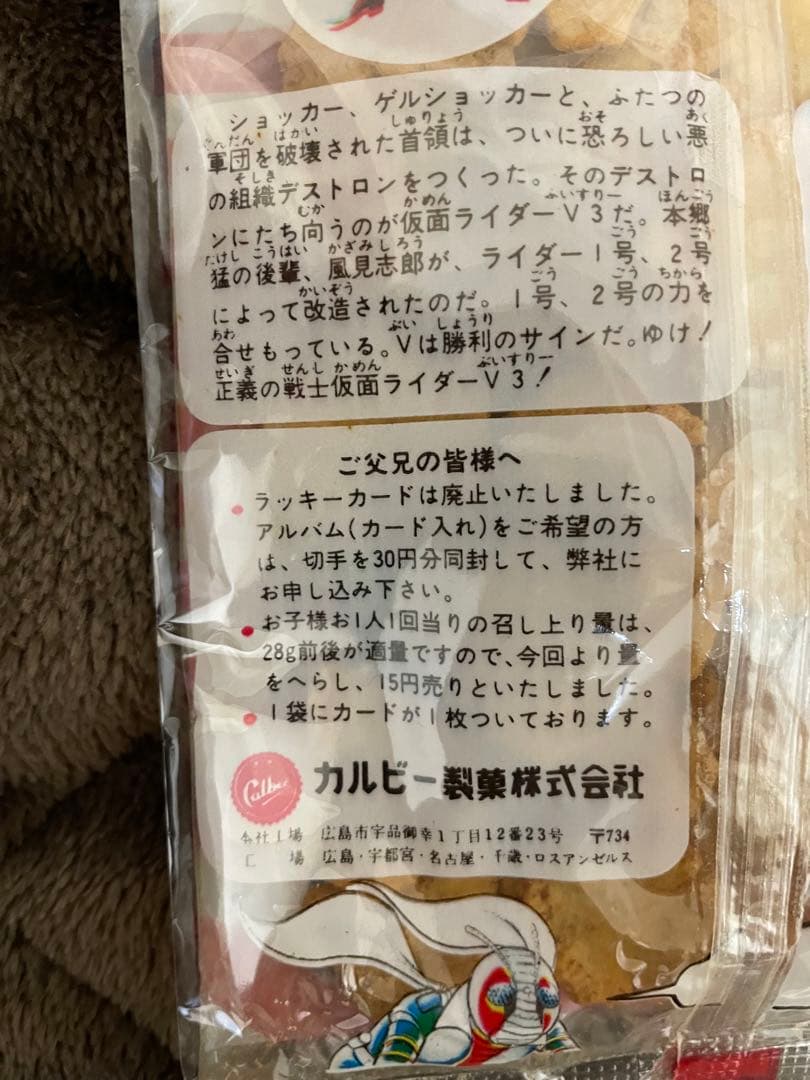 ショッカー、ゲルショッカーと、ふたつの
軍団を破壊された首領は、ついに恐ろしい悪
の組織デストロンをつくった。そのデストロ
ンにたち向うのが仮面ライダーV3だ。本郷
猛の後輩、風見志郎が、ライダー1号、2号
によって改造されたのだ。1号、2号の力を
合せもっている。Vは勝利のサインだ。ゆけ!
正義の戦士仮面ライダーV3!
ご父兄の皆様へ
ラッキーカードは廃止いたしました。
アルバム(カード入れ)をご希望の方
は、切手を30円分同封して、弊社に
お申し込み下さい。
お子様お1人1回当りの召し上り量は、
28g前後が適量ですので、今回より量
をへらし、15円売りといたしました。
1袋にカードが1枚ついております。
Calbee カルビー製菓株式会社
広島市宇品御幸1丁目12番23号 〒734
広島・宇都宮・名古屋・千歳・ロスアンゼルス